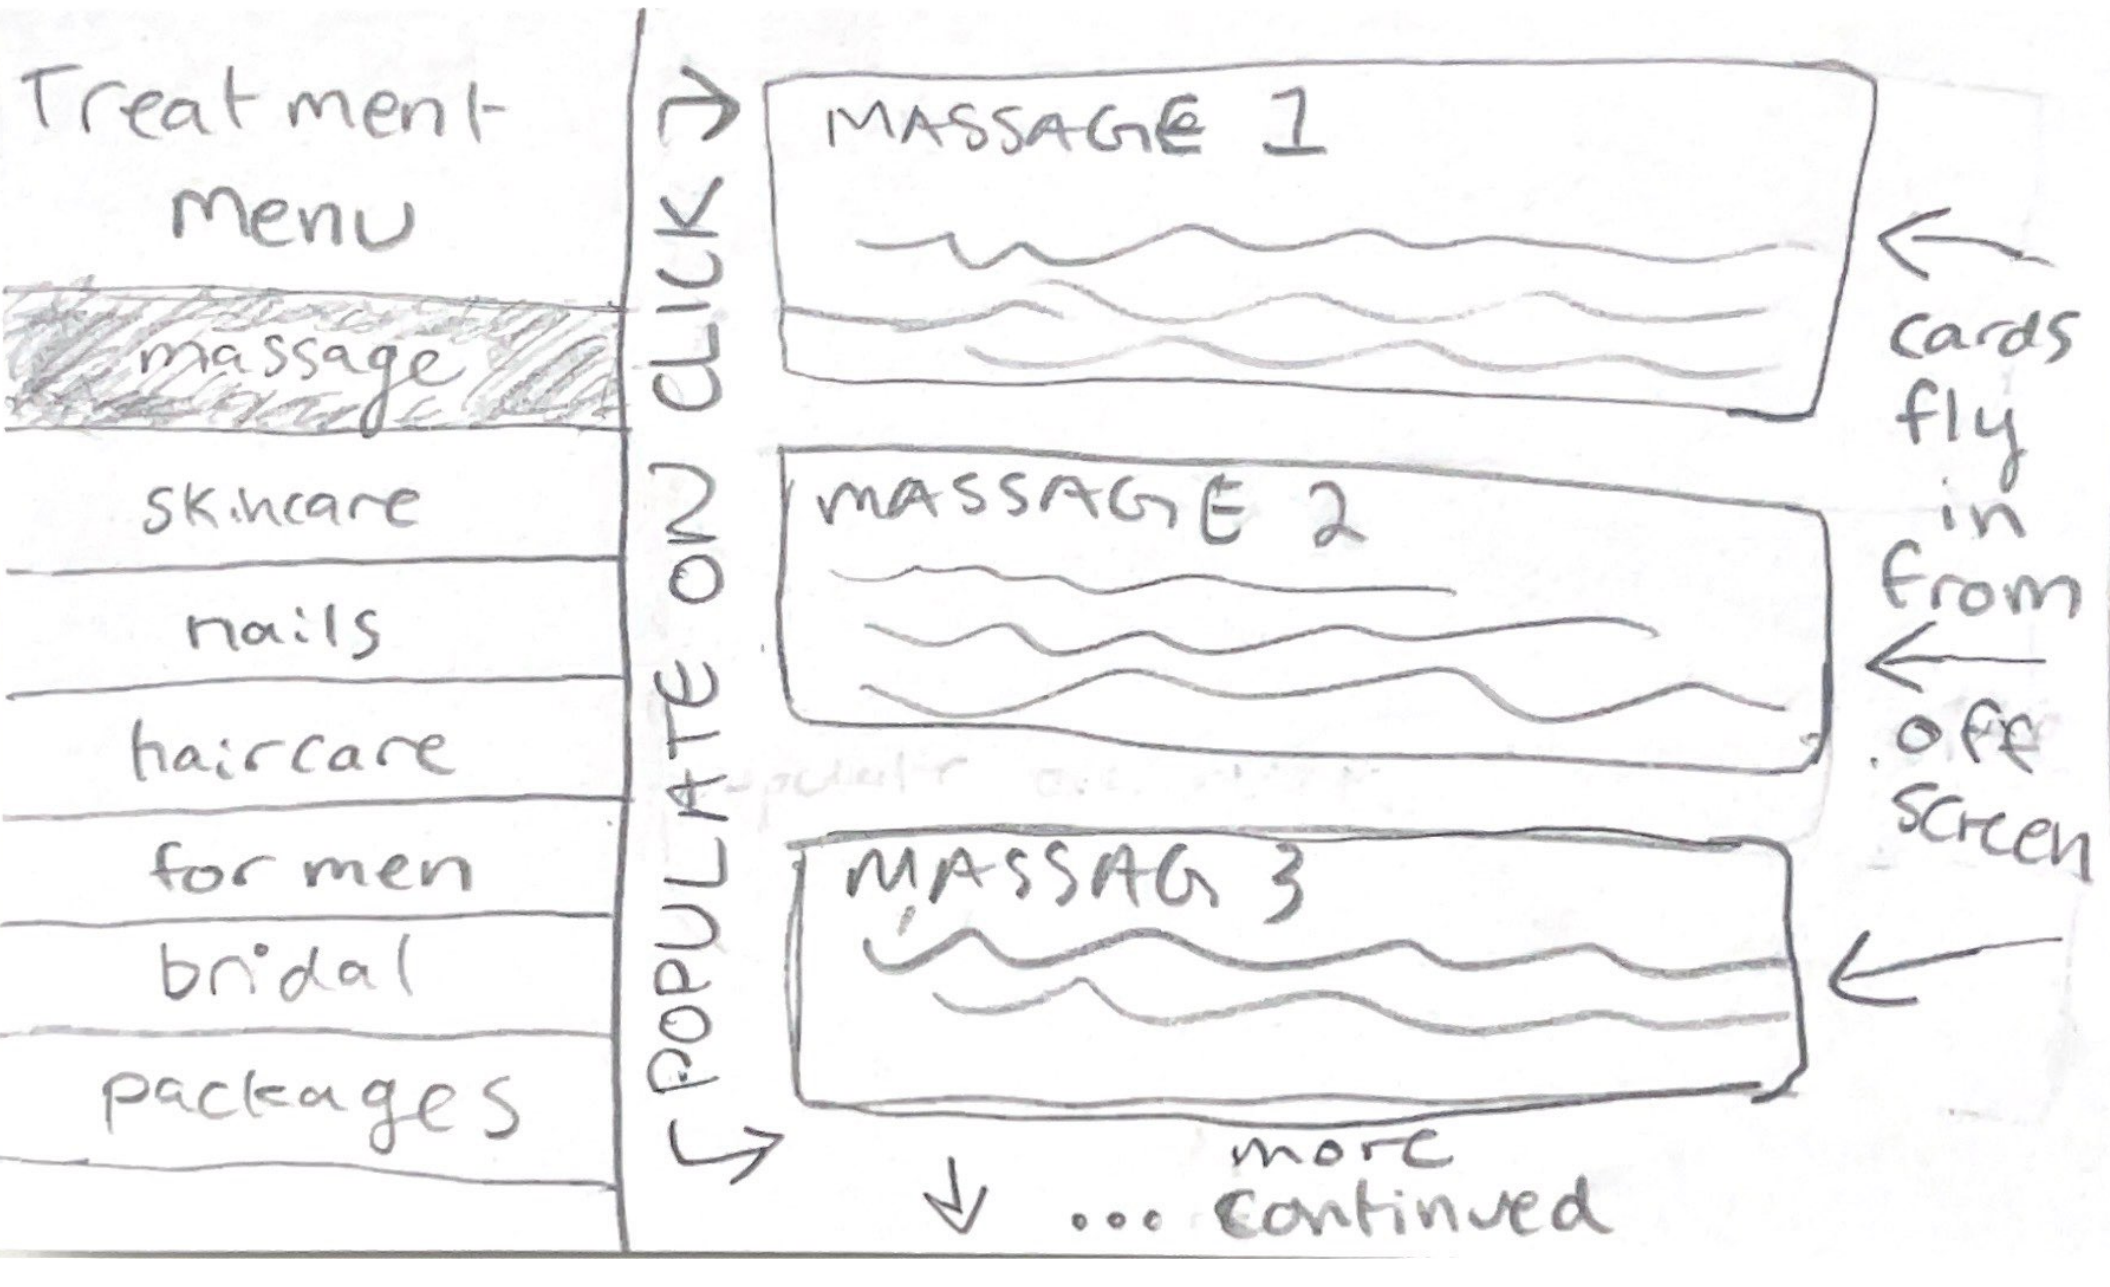 Treatment
menu
massage
skincare
nails
haircare
for men
bridal
packages
POPULATE ON CLICK
MASSAGE 1
MASSAGE 2
MASSAG 3
more
... continued
cards
fly
in
from
off
screen